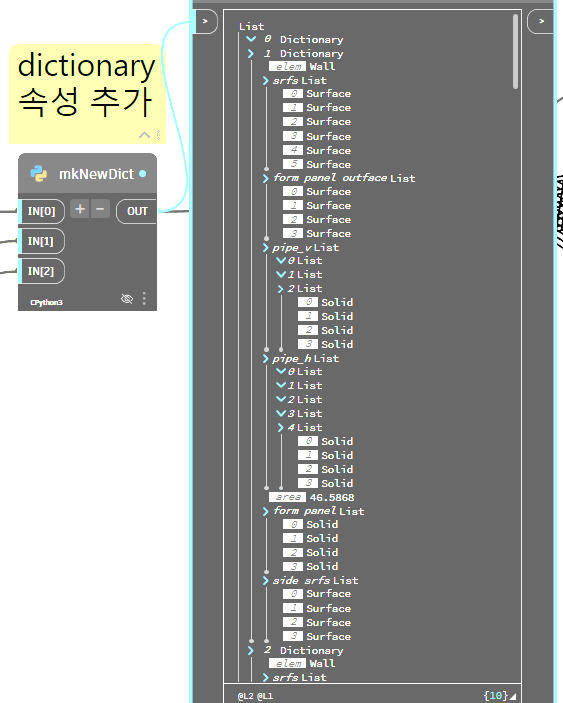 dictionary
속성 추가
mkNewDict
IN[0]
+
−
OUT
IN[1]
IN[2]
CPython3
>
>
List
0 Dictionary
1 Dictionary
elem Wall
srfs List
0 Surface
1 Surface
2 Surface
3 Surface
4 Surface
5 Surface
form panel outface List
0 Surface
1 Surface
2 Surface
3 Surface
pipe_v List
0 List
1 List
2 List
0 Solid
1 Solid
2 Solid
3 Solid
pipe_h List
0 List
1 List
2 List
3 List
4 List
0 Solid
1 Solid
2 Solid
3 Solid
area 46.5868
form panel List
0 Solid
1 Solid
2 Solid
3 Solid
side srfs List
0 Surface
1 Surface
2 Surface
3 Surface
2 Dictionary
elem Wall
srfs List
@L2 @L1
{10}